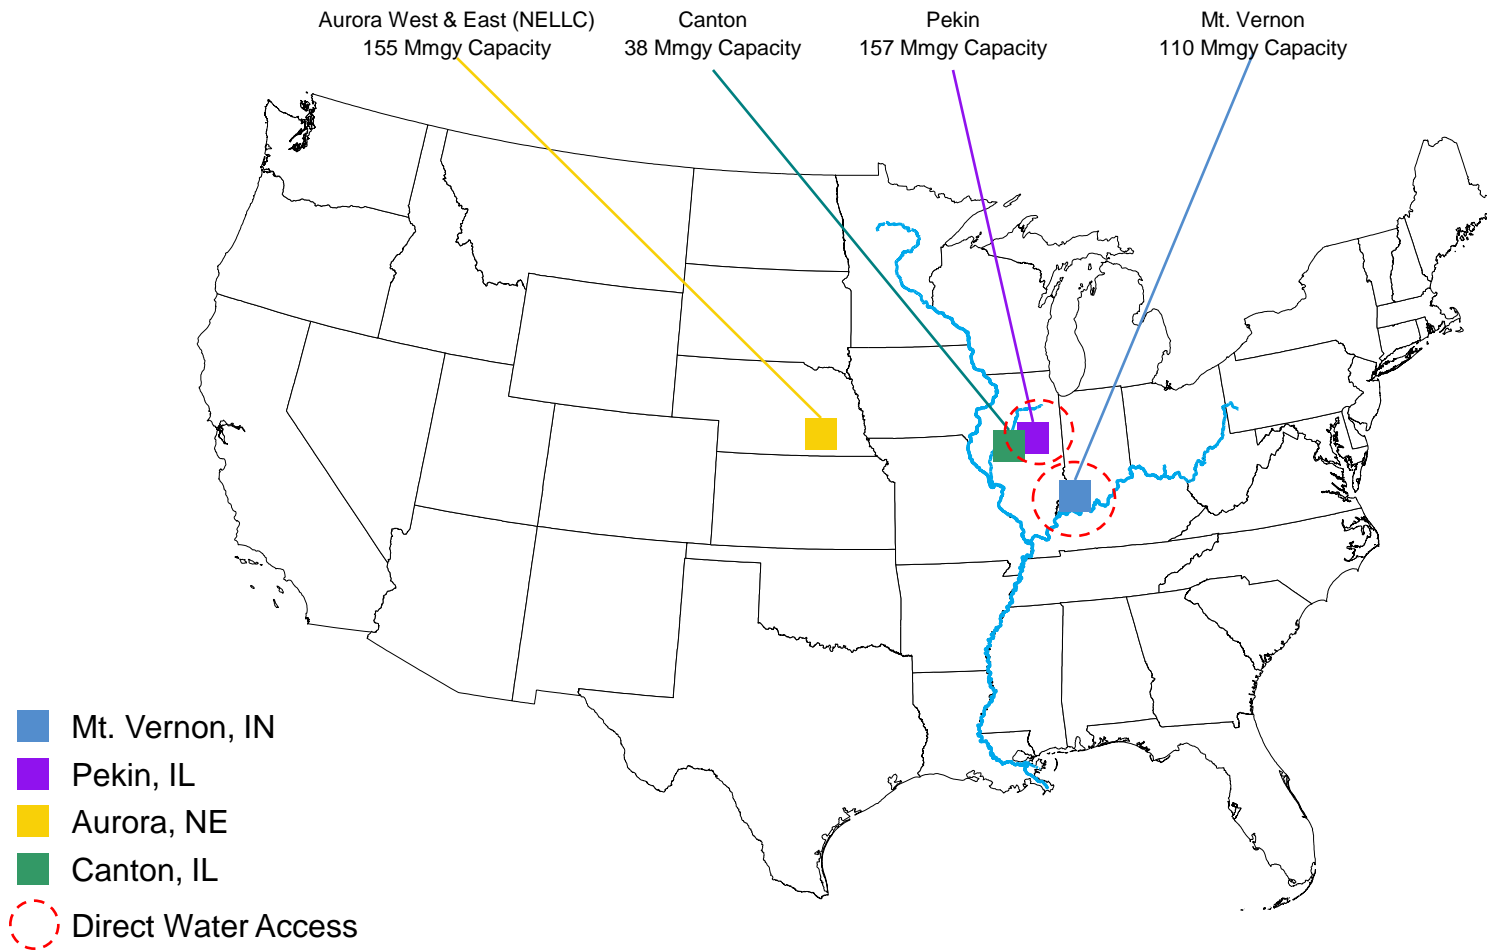 Aurora West & East (NELLC)
155 Mmgy Capacity
Canton
38 Mmgy Capacity
Pekin
157 Mmgy Capacity
Mt. Vernon
110 Mmgy Capacity
Mt. Vernon, IN
Pekin, IL
Aurora, NE
Canton, IL
Direct Water Access